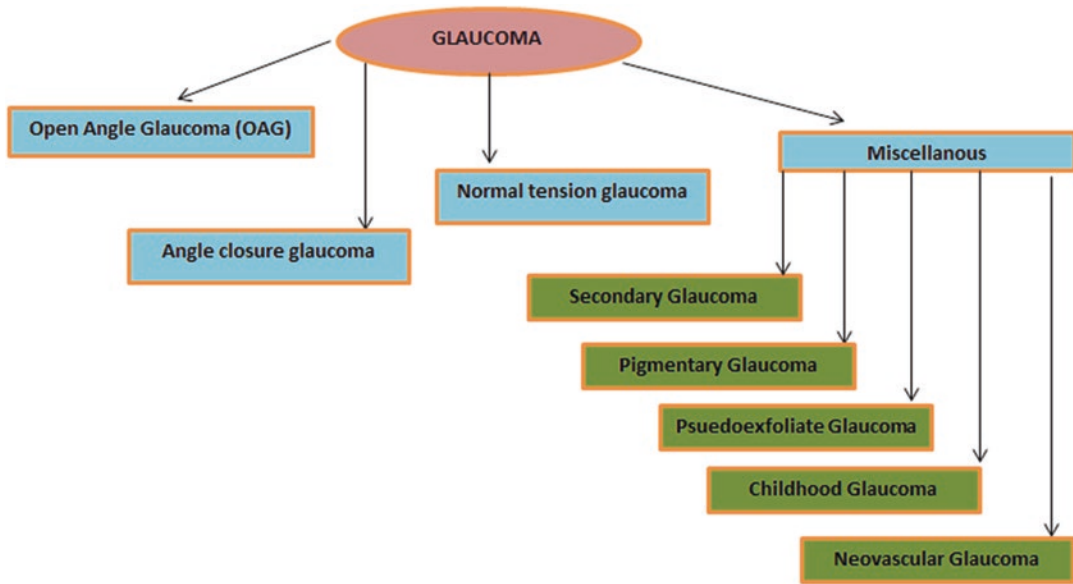 GLAUCOMA
Open Angle Glaucoma (OAG)
Miscellanous
Normal tension glaucoma
Angle closure glaucoma
Secondary Glaucoma
Pigmentary Glaucoma
Psuedoexfoliate Glaucoma
Childhood Glaucoma
Neovascular Glaucoma